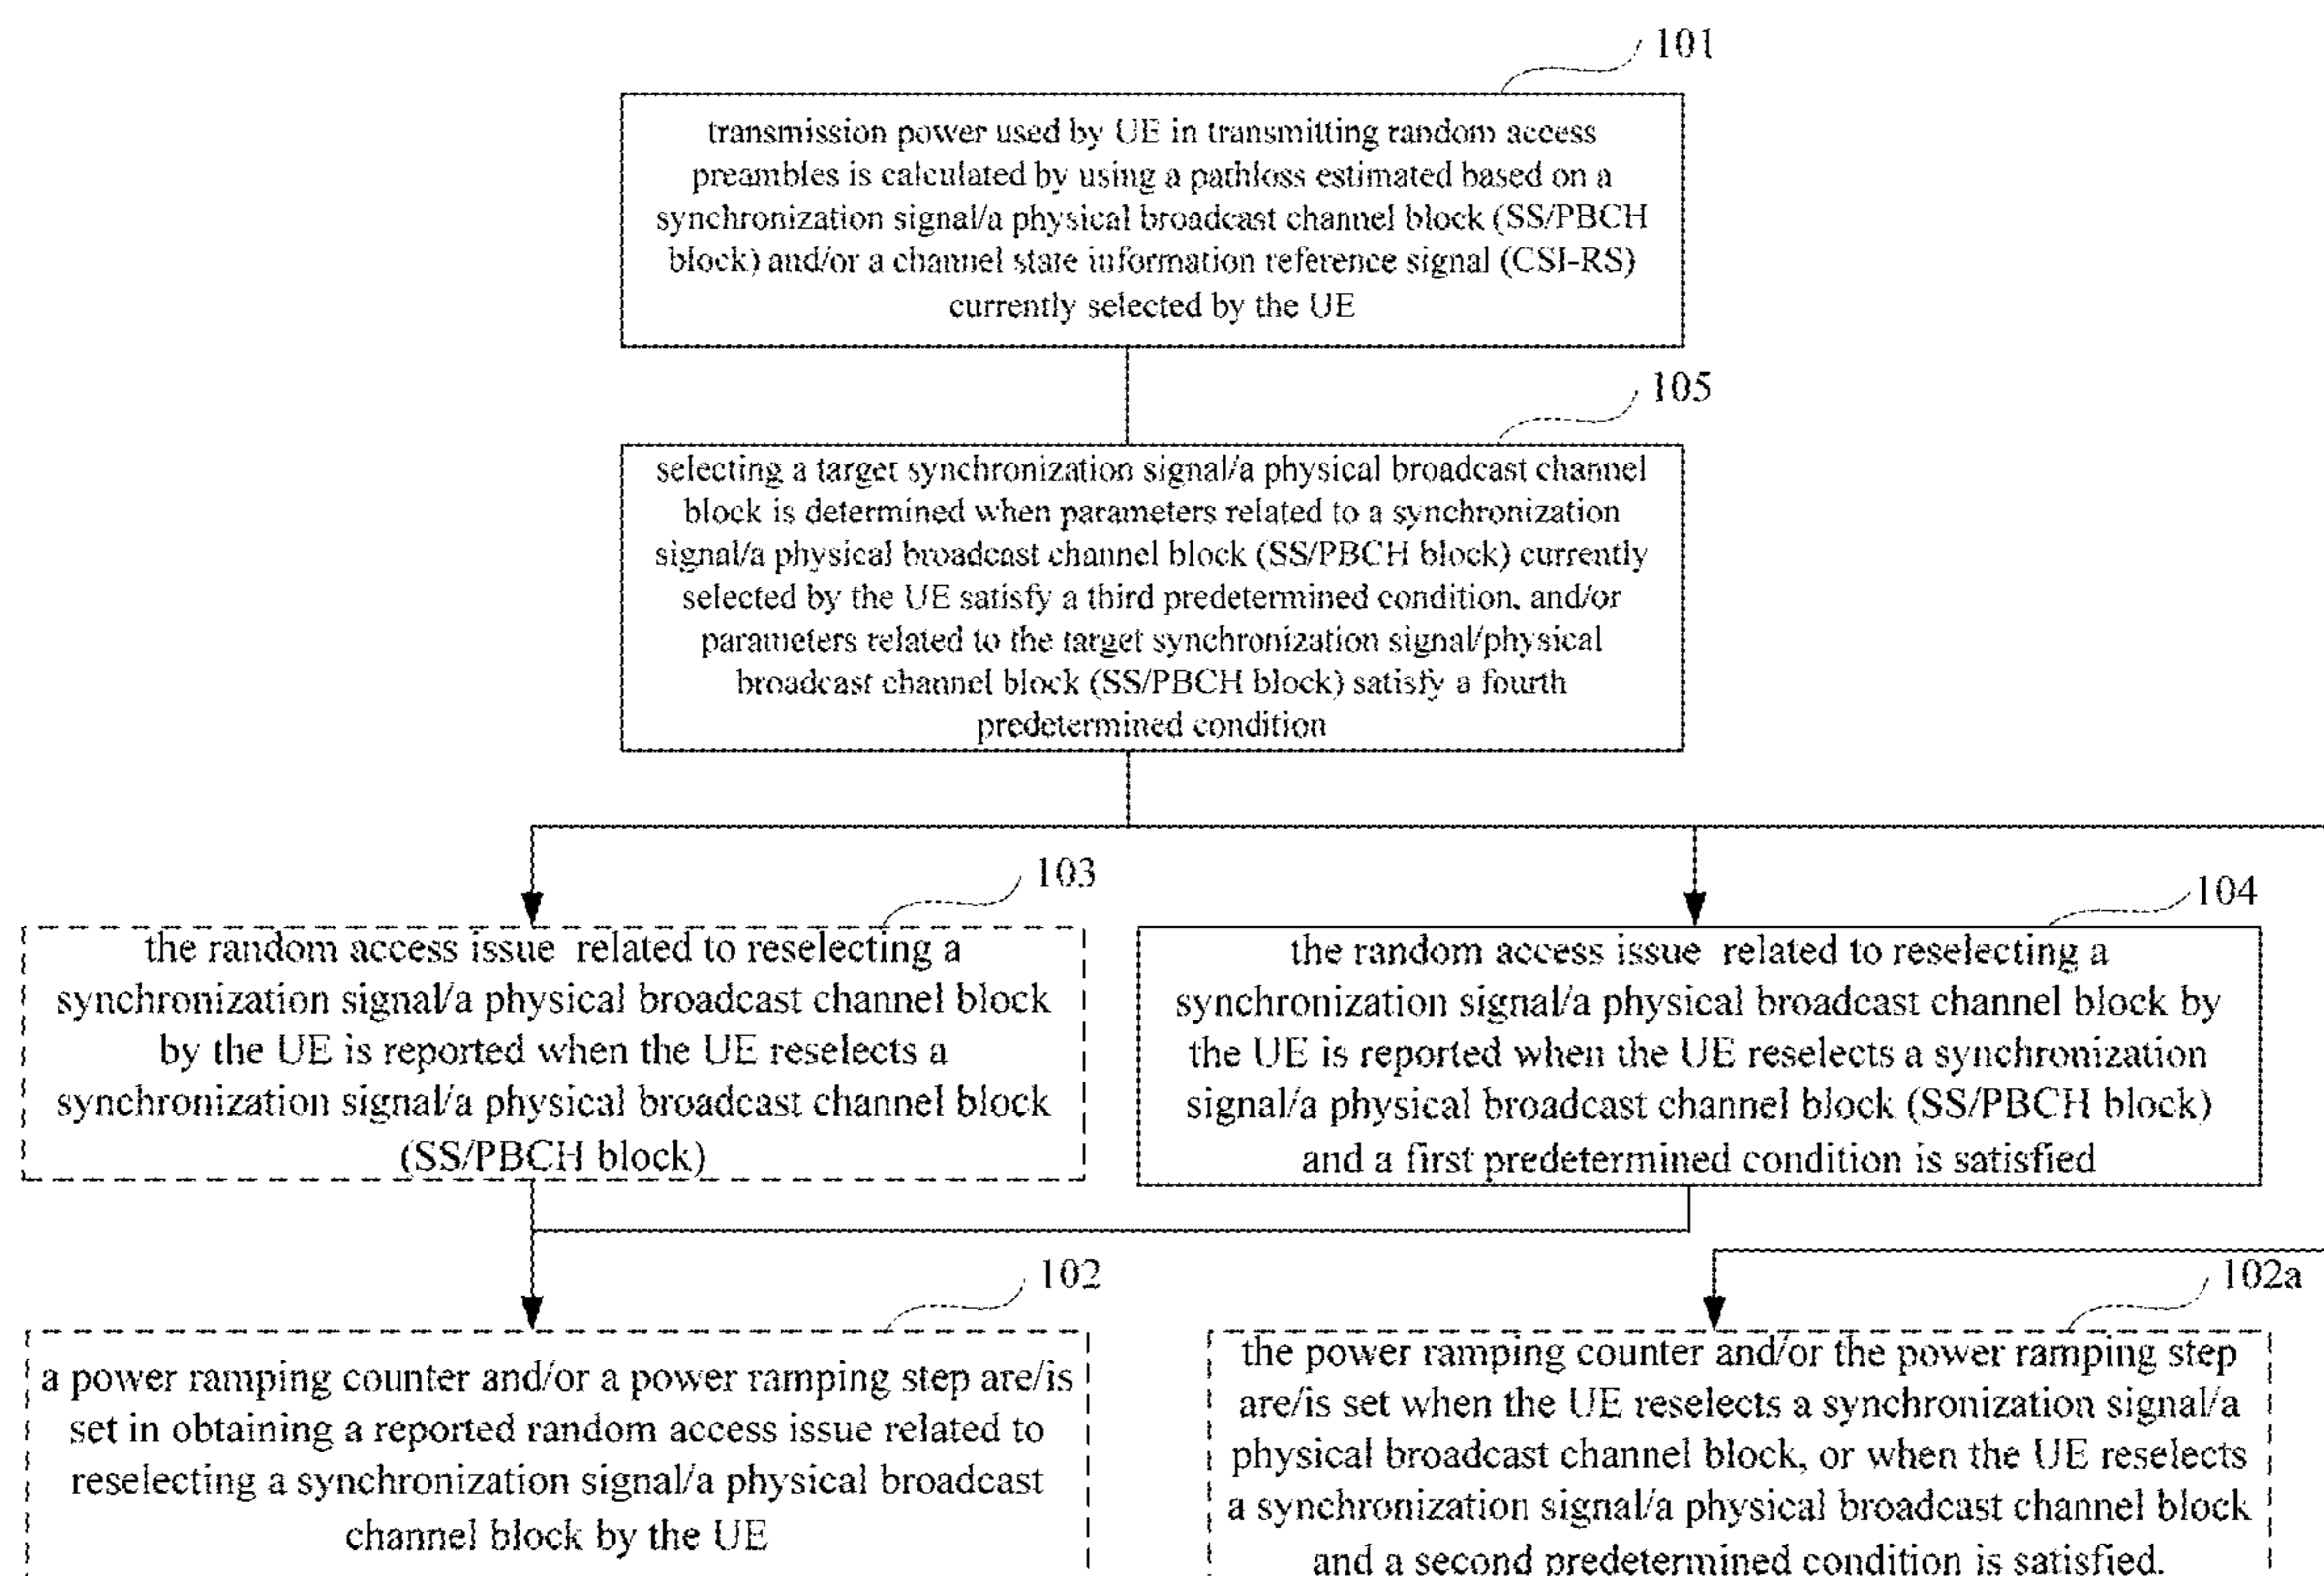 101
transmission power used by UE in transmitting random access
preambles is calculated by using a pathloss estimated based on a
synchronization signal/a physical broadcast channel block (SS/PBCH
block) and/or a channel state information reference signal (CSI-RS)
currently selected by the UE
105
selecting a target synchronization signal/a physical broadcast channel
block is determined when parameters related to a synchronization
signal/a physical broadcast channel block (SS/PBCH block) currently
selected by the UE satisfy a third predetermined condition, and/or
parameters related to the target synchronization signal/physical
broadcast channel block (SS/PBCH block) satisfy a fourth
predetermined condition
103
the random access issue related to reselecting a
synchronization signal/a physical broadcast channel block
by the UE is reported when the UE reselects a
synchronization signal/a physical broadcast channel block
(SS/PBCH block)
104
the random access issue related to reselecting a
synchronization signal/a physical broadcast channel block by
the UE is reported when the UE reselects a synchronization
signal/a physical broadcast channel block (SS/PBCH block)
and a first predetermined condition is satisfied
102
a power ramping counter and/or a power ramping step are/is
set in obtaining a reported random access issue related to
reselecting a synchronization signal/a physical broadcast
channel block by the UE
102a
the power ramping counter and/or the power ramping step
are/is set when the UE reselects a synchronization signal/a
physical broadcast channel block, or when the UE reselects
a synchronization signal/a physical broadcast channel block
and a second predetermined condition is satisfied.